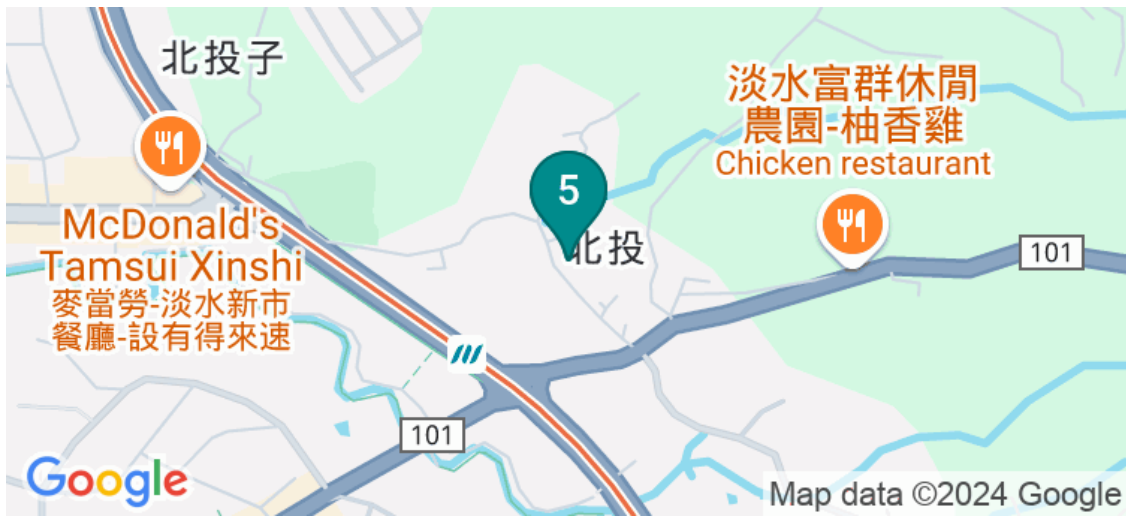 北投子
淡水富群休閒
農園-柚香雞
Chicken restaurant
5
McDonald's
Tamsui Xinshi
麥當勞-淡水新市
餐廳-設有得來速
北投
101
101
Google
Map data ©2024 Google